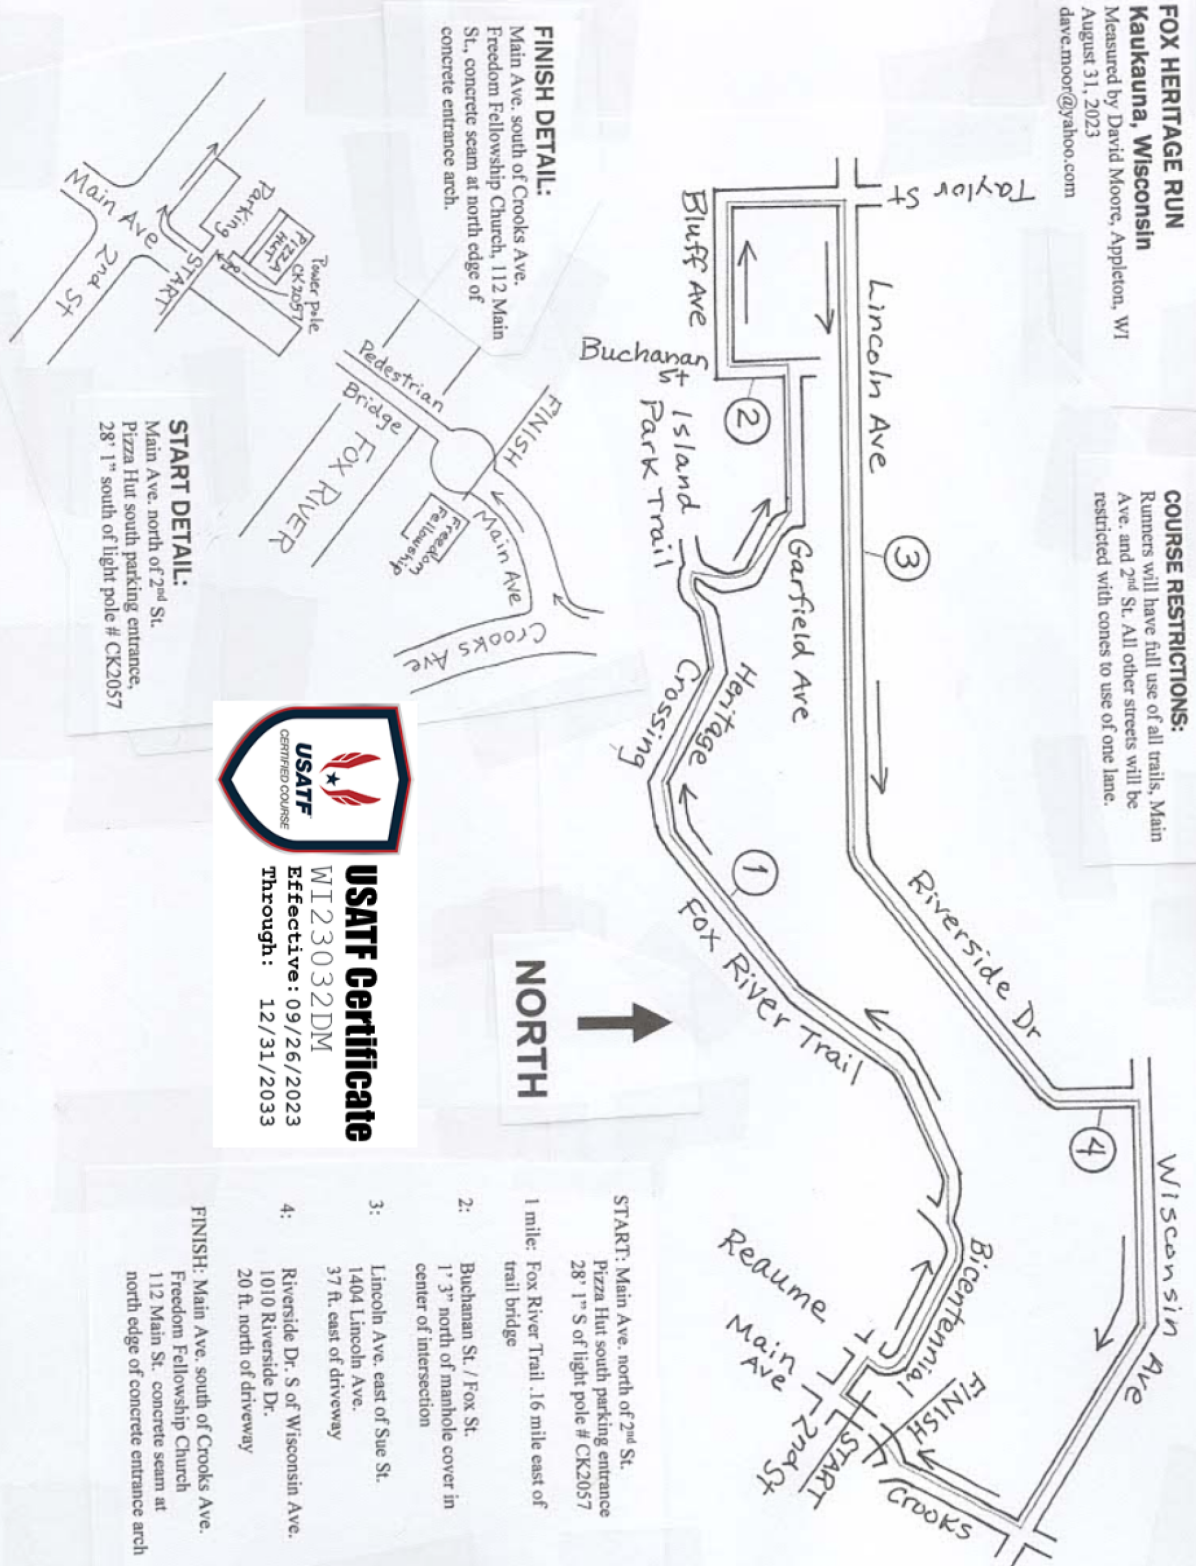 FOX HERITAGE RUN
Kaukauna, Wisconsin
Measured by David Moore, Appleton, WI
August 31, 2023
dave.moor@yahoo.com
COURSE RESTRICTIONS:
Runners will have full use of all trails, Main
Ave. and 2nd St. All other streets will be
restricted with cones to use of one lane.
Taylor
St
Lincoln Ave
3
Riverside Dr
4
Wisconsin Ave
Bluff Ave
Buchanan
St
2
Island
Park Trail
Garfield Ave
Heritage
Crossing
1
Fox River Trail
Bicentennial
Reaume
Main
Ave
2nd St
START
FINISH
Crooks
FINISH DETAIL:
Main Ave. south of Crooks Ave.
Freedom Fellowship Church, 112 Main
St., concrete seam at north edge of
concrete entrance arch.
FINISH
Pedestrian
Bridge
Fox RIVER
Freedom
Fellowship
Main Ave
Crooks Ave
Power pole
CK2057
Pizza
HUT
Parking
START
Main Ave
2nd St
START DETAIL:
Main Ave. north of 2nd St.
Pizza Hut south parking entrance,
28' 1" south of light pole # CK2057
NORTH
USATF
CERTIFIED COURSE
USATF Certificate
WI23032DM
Effective: 09/26/2023
Through: 12/31/2033
START: Main Ave. north of 2nd St.
Pizza Hut south parking entrance
28' 1" S of light pole # CK2057
1 mile: Fox River Trail .16 mile east of
trail bridge
2: Buchanan St. / Fox St.
1' 3" north of manhole cover in
center of intersection
3: Lincoln Ave. east of Sue St.
1404 Lincoln Ave.
37 ft. east of driveway
4: Riverside Dr. S of Wisconsin Ave.
1010 Riverside Dr.
20 ft. north of driveway
FINISH: Main Ave. south of Crooks Ave.
Freedom Fellowship Church
112 Main St. concrete seam at
north edge of concrete entrance arch